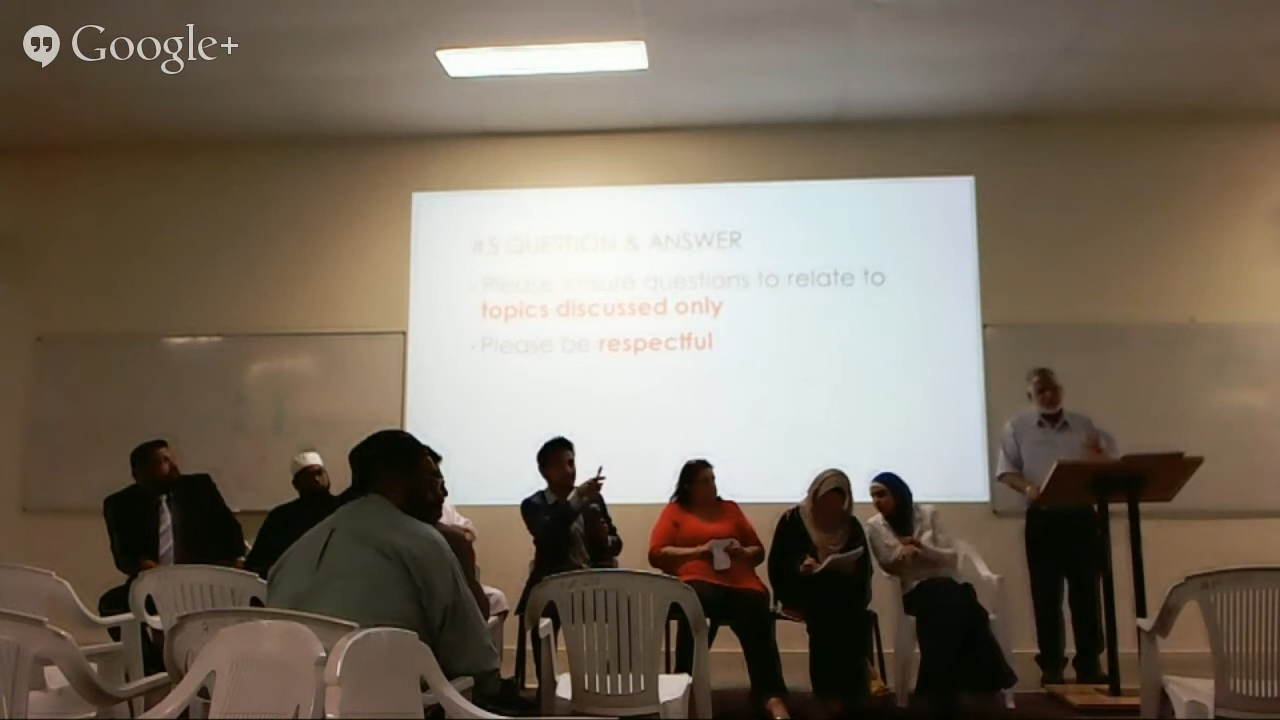 Google+
#5 QUESTION & ANSWER
- Please ensure questions to relate to
topics discussed only
- Please be respectful